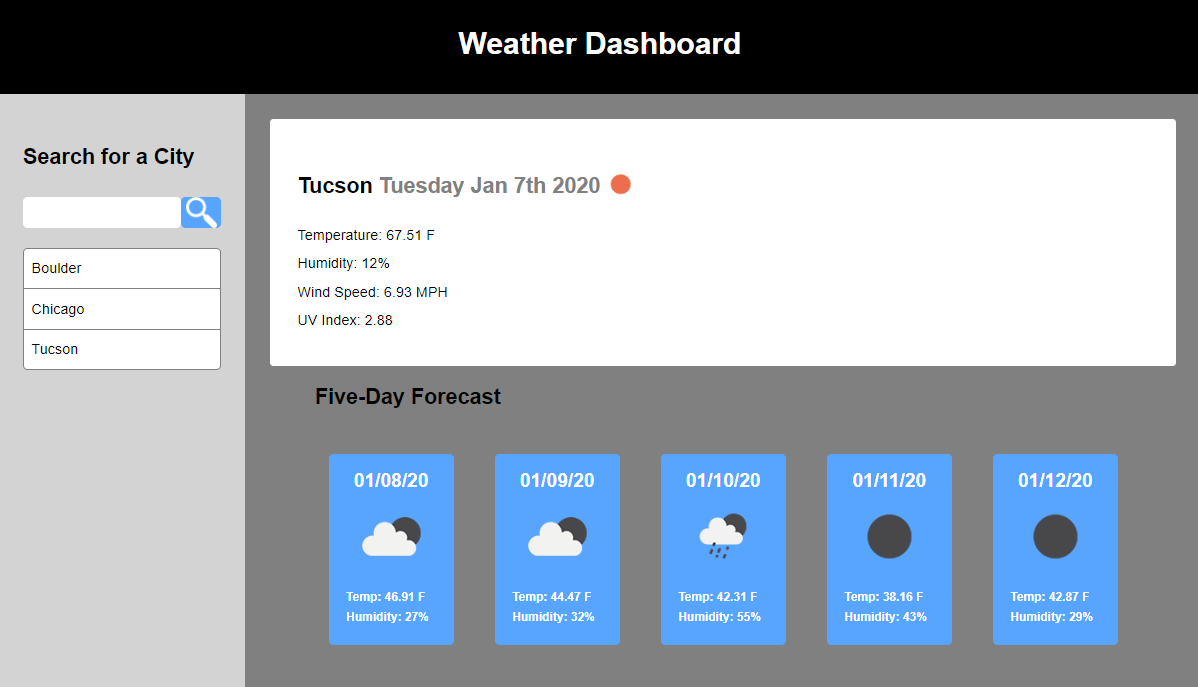 Weather Dashboard
Search for a City
Boulder
Chicago
Tucson
Tucson Tuesday Jan 7th 2020
Temperature: 67.51 F
Humidity: 12%
Wind Speed: 6.93 MPH
UV Index: 2.88
Five-Day Forecast
01/08/20
Temp: 46.91 F
Humidity: 27%
01/09/20
Temp: 44.47 F
Humidity: 32%
01/10/20
Temp: 42.31 F
Humidity: 55%
01/11/20
Temp: 38.16 F
Humidity: 43%
01/12/20
Temp: 42.87 F
Humidity: 29%